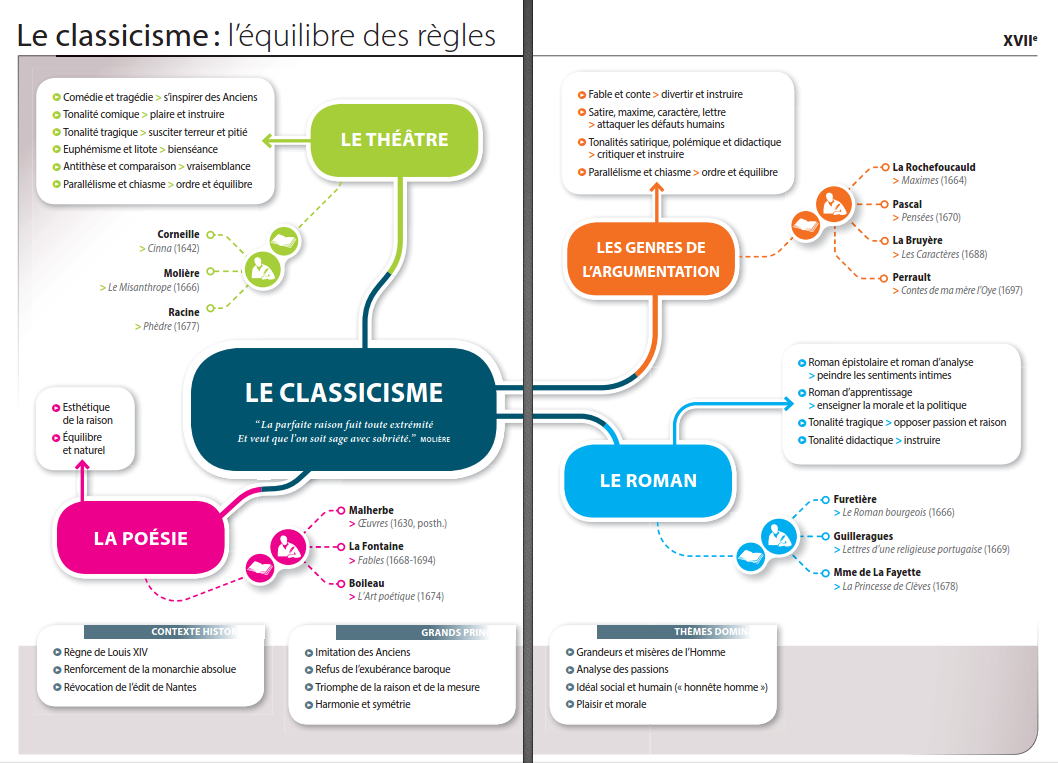 Le classicisme : l'équilibre des règles
XVIIe
Comédie et tragédie > s'inspirer des Anciens
Tonalité comique > plaire et instruire
Tonalité tragique > susciter terreur et pitié
Euphémisme et litote > bienséance
Antithèse et comparaison > vraisemblance
Parallélisme et chiasme > ordre et équilibre
LE THÉÂTRE
Corneille
> Cinna (1642)
Molière
> Le Misanthrope (1666)
Racine
> Phèdre (1677)
Fable et conte > divertir et instruire
Satire, maxime, caractère, lettre
> attaquer les défauts humains
Tonalités satirique, polémique et didactique
> critiquer et instruire
Parallélisme et chiasme > ordre et équilibre
LES GENRES DE
L'ARGUMENTATION
La Rochefoucauld
> Maximes (1664)
Pascal
> Pensées (1670)
La Bruyère
> Les Caractères (1688)
Perrault
> Contes de ma mère l'Oye (1697)
LE CLASSICISME
“La parfaite raison fuit toute extrémité
Et veut que l'on soit sage avec sobriété.” MOLIÈRE
Roman épistolaire et roman d'analyse
> peindre les sentiments intimes
Roman d'apprentissage
> enseigner la morale et la politique
Tonalité tragique > opposer passion et raison
Tonalité didactique > instruire
LE ROMAN
Furetière
> Le Roman bourgeois (1666)
Guilleragues
> Lettres d'une religieuse portugaise (1669)
Mme de La Fayette
> La Princesse de Clèves (1678)
Esthétique
de la raison
Équilibre
et naturel
LA POÉSIE
Malherbe
> Œuvres (1630, posth.)
La Fontaine
> Fables (1668-1694)
Boileau
> L'Art poétique (1674)
CONTEXTE HISTO
Règne de Louis XIV
Renforcement de la monarchie absolue
Révocation de l'édit de Nantes
GRANDS PRIN
Imitation des Anciens
Refus de l'exubérance baroque
Triomphe de la raison et de la mesure
Harmonie et symétrie
THÈMES DOMIN
Grandeurs et misères de l'Homme
Analyse des passions
Idéal social et humain (« honnête homme »)
Plaisir et morale